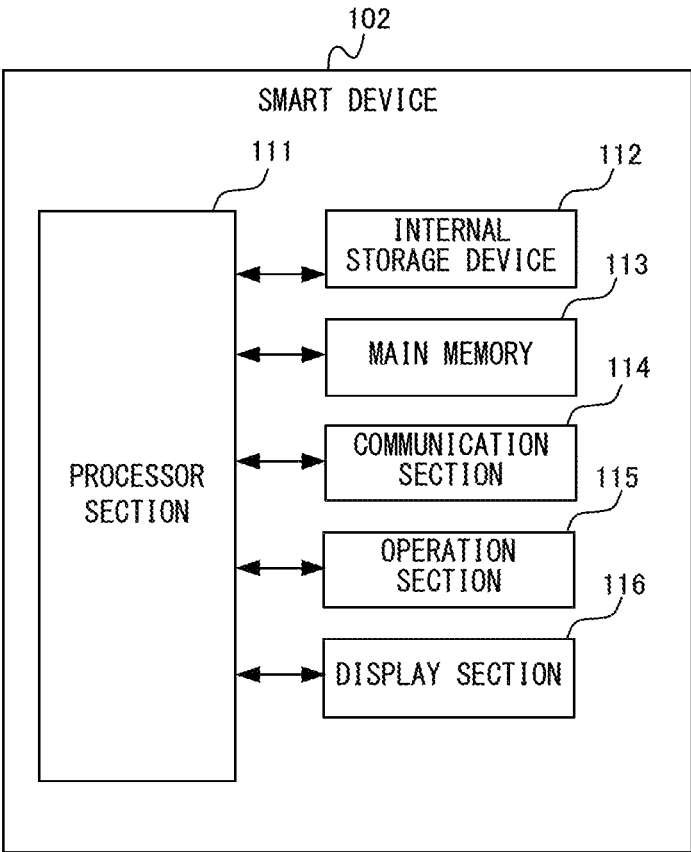 102
SMART DEVICE
111
112
INTERNAL
STORAGE DEVICE
113
MAIN MEMORY
114
COMMUNICATION
SECTION
PROCESSOR
SECTION
115
OPERATION
SECTION
116
DISPLAY SECTION